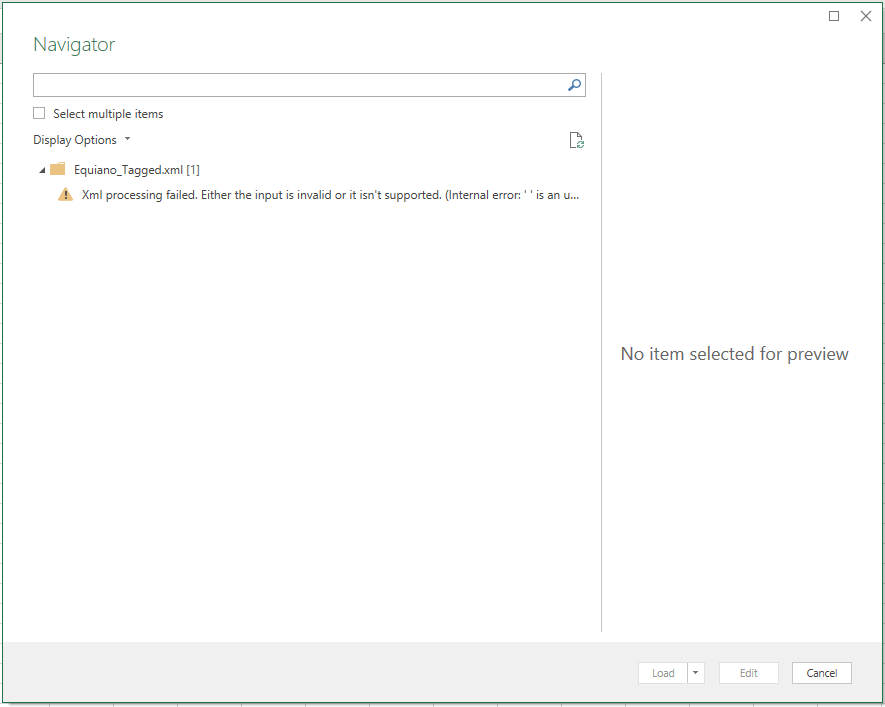 Navigator
Select multiple items
Display Options
Equiano_Tagged.xml [1]
Xml processing failed. Either the input is invalid or it isn't supported. (Internal error: ' ' is an u...
No item selected for preview
Load
Edit
Cancel